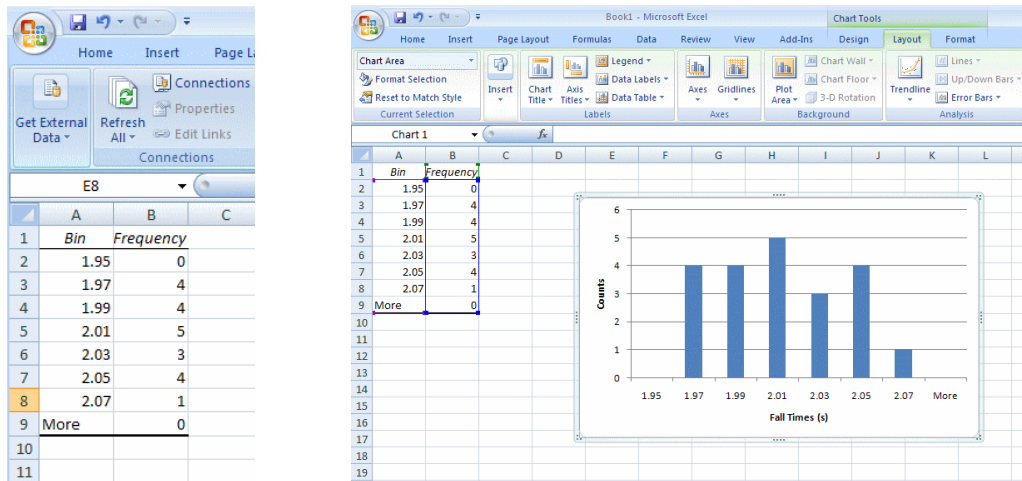 Home Insert Page La
Connections
Properties
Edit Links
Get External Data
Refresh All
Connections
E8
A B C
1 Bin Frequency
2 1.95 0
3 1.97 4
4 1.99 4
5 2.01 5
6 2.03 3
7 2.05 4
8 2.07 1
9 More 0
10
11
Book1 - Microsoft Excel Chart Tools
Home Insert Page Layout Formulas Data Review View Add-Ins Design Layout Format
Chart Area
Format Selection
Reset to Match Style
Current Selection
Insert
Chart Title
Axis Titles
Legend
Data Labels
Data Table
Labels
Axes
Gridlines
Axes
Plot Area
Chart Wall
Chart Floor
3-D Rotation
Background
Trendline
Lines
Up/Down Bars
Error Bars
Analysis
Chart 1 fx
A B C D E F G H I J K L
1 Bin Frequency
2 1.95 0
3 1.97 4
4 1.99 4
5 2.01 5
6 2.03 3
7 2.05 4
8 2.07 1
9 More 0
10
11
12
13
14
15
16
17
18
19
6
5
4
3
2
1
0
Counts
1.95 1.97 1.99 2.01 2.03 2.05 2.07 More
Fall Times (s)